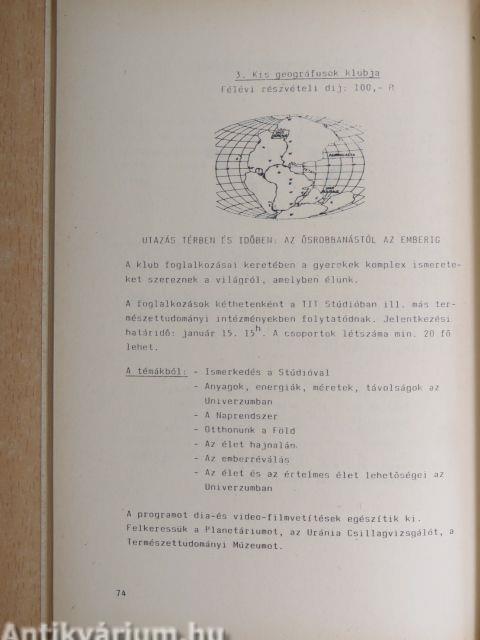 3. Kis geográfusok klubja
Félévi részvételi díj: 100,- Ft
UTAZÁS TÉRBEN ÉS IDŐBEN: AZ ŐSROBBANÁSTÓL AZ EMBERIG
A klub foglalkozásai keretében a gyerekek komplex ismerete-
ket szereznek a világról, amelyben élünk.
A foglalkozások kéthetenként a TIT Stúdióban ill. más ter-
mészettudományi intézményekben folytatódnak. Jelentkezési
határidő: január 15. 15h. A csoportok létszáma min. 20 fő
lehet.
A témákból: - Ismerkedés a Stúdióval
- Anyagok, energiák, méretek, távolságok az
Univerzumban
- A Naprendszer
- Otthonunk a Föld
- Az élet hajnalán
- Az emberréválás
- Az élet és az értelmes élet lehetőségei az
Univerzumban
A programot dia-és video-filmvetítések egészítik ki.
Felkeressük a Planetáriumot, az Uránia Csillagvizsgálót, a
Természettudományi Múzeumot.
74
Antikvárium.hu